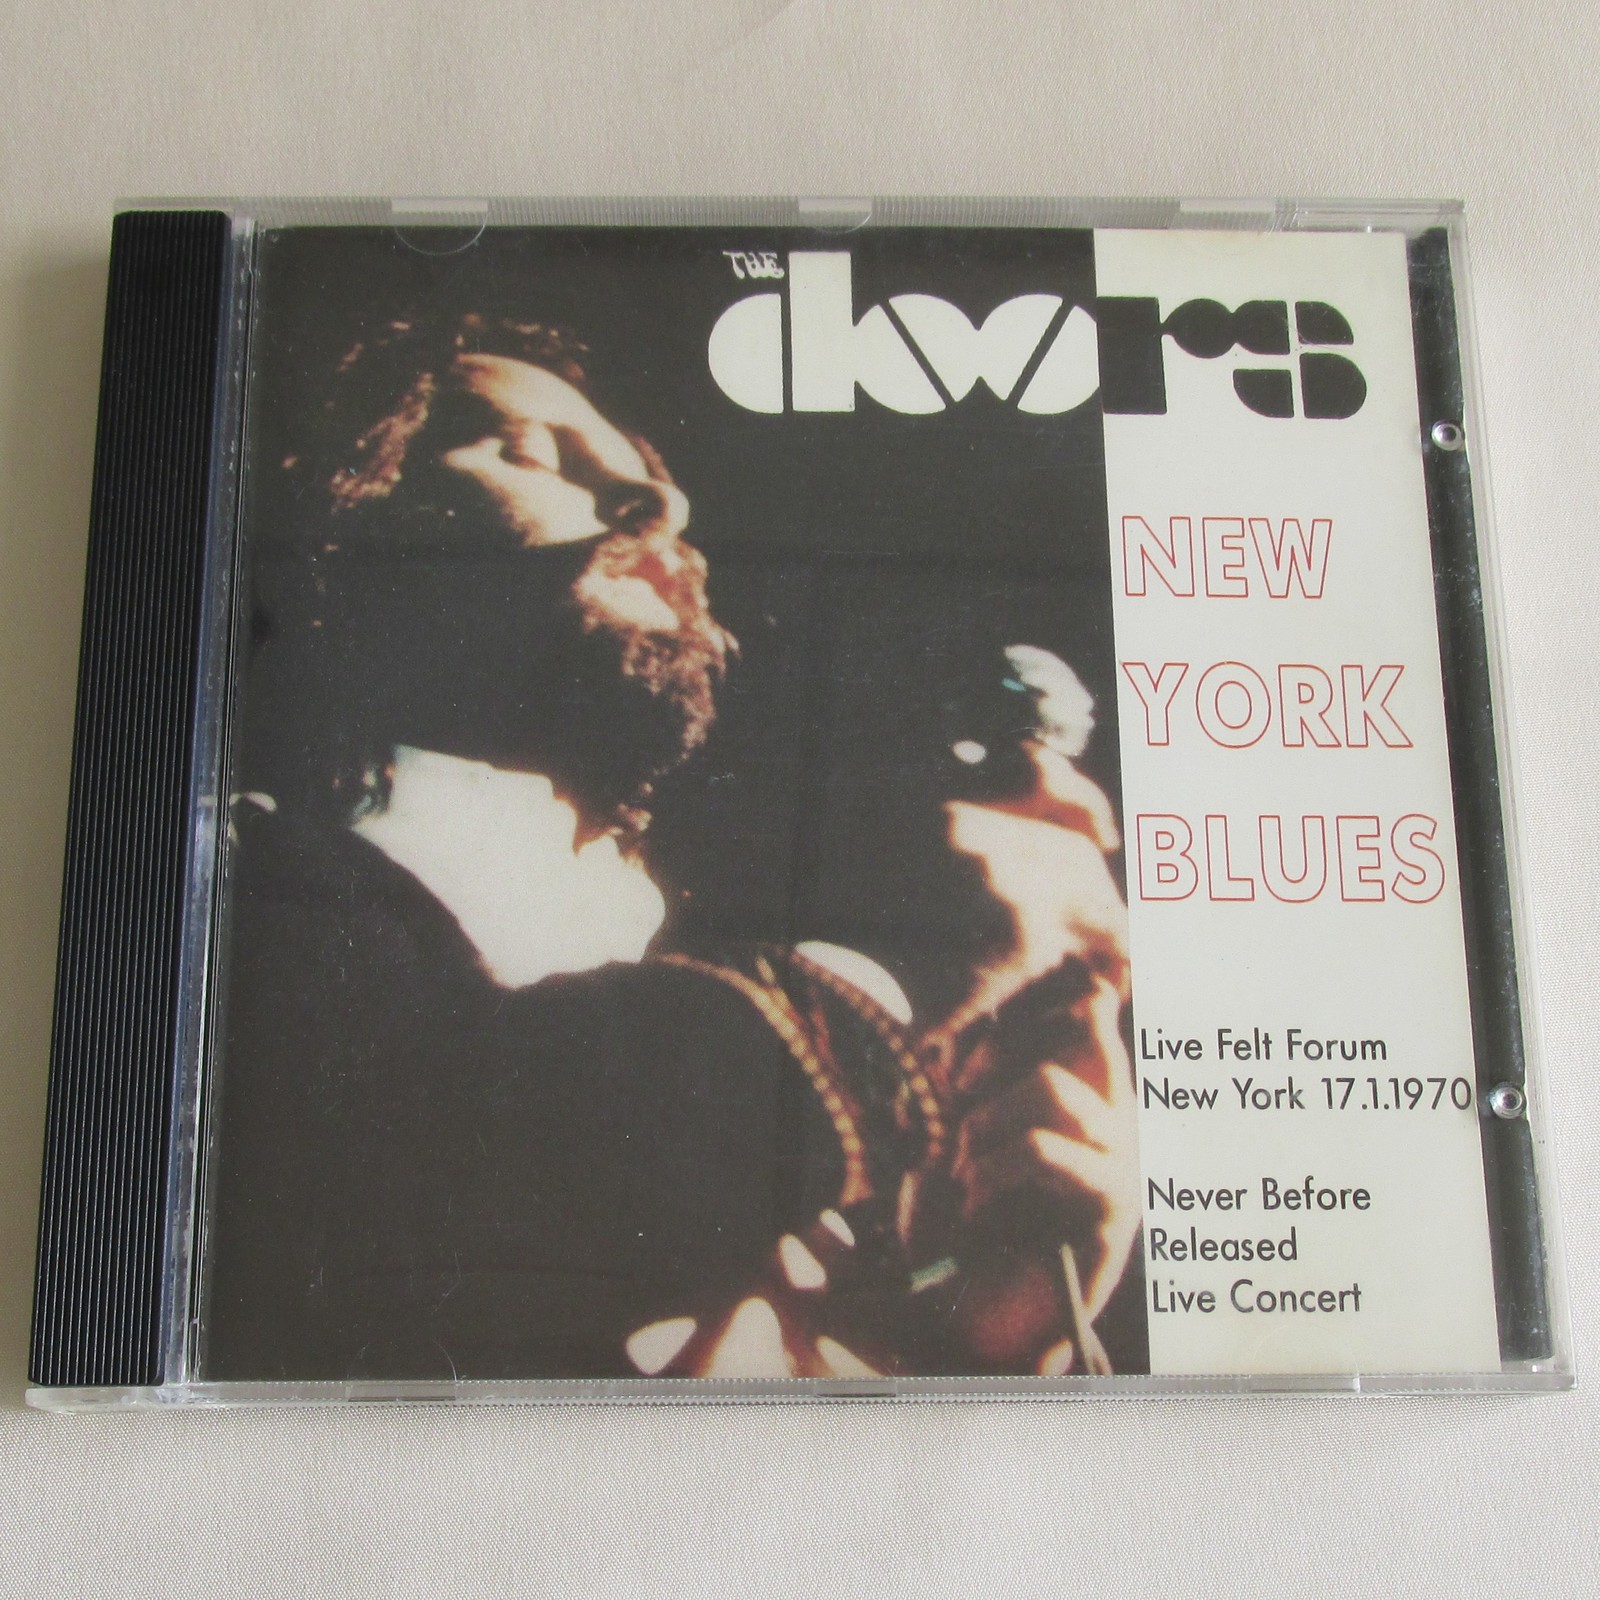 THE
doors
NEW
YORK
BLUES
Live Felt Forum
New York 17.1.1970
Never Before
Released
Live Concert